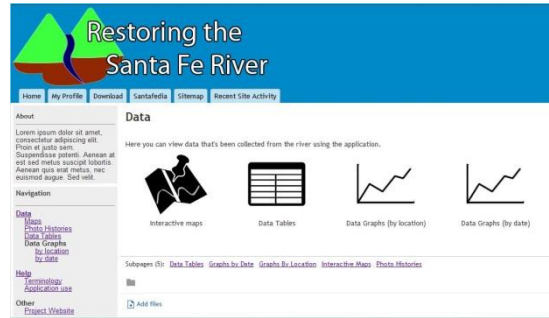 Restoring the
Santa Fe River
Home My Profile Download Santafedia Sitemap Recent Site Activity
About
Lorem ipsum dolor sit amet,
consectetur adipiscing elit.
Proin et justo sem.
Suspendisse potenti. Aenean at
est sed metus suscipit lobortis.
Aenean quis erat metus, nec
euismod augue. Sed velit.
Navigation
Data
Maps
Photo Histories
Data Tables
Data Graphs
by location
by date
Help
Terminology
Application use
Other
Project Website
Data
Here you can view data that's been collected from the river using the application.
Interactive maps
Data Tables
Data Graphs (by location)
Data Graphs (by date)
Subpages (5): Data Tables Graphs by Date Graphs By Location Interactive Maps Photo Histories
Add files